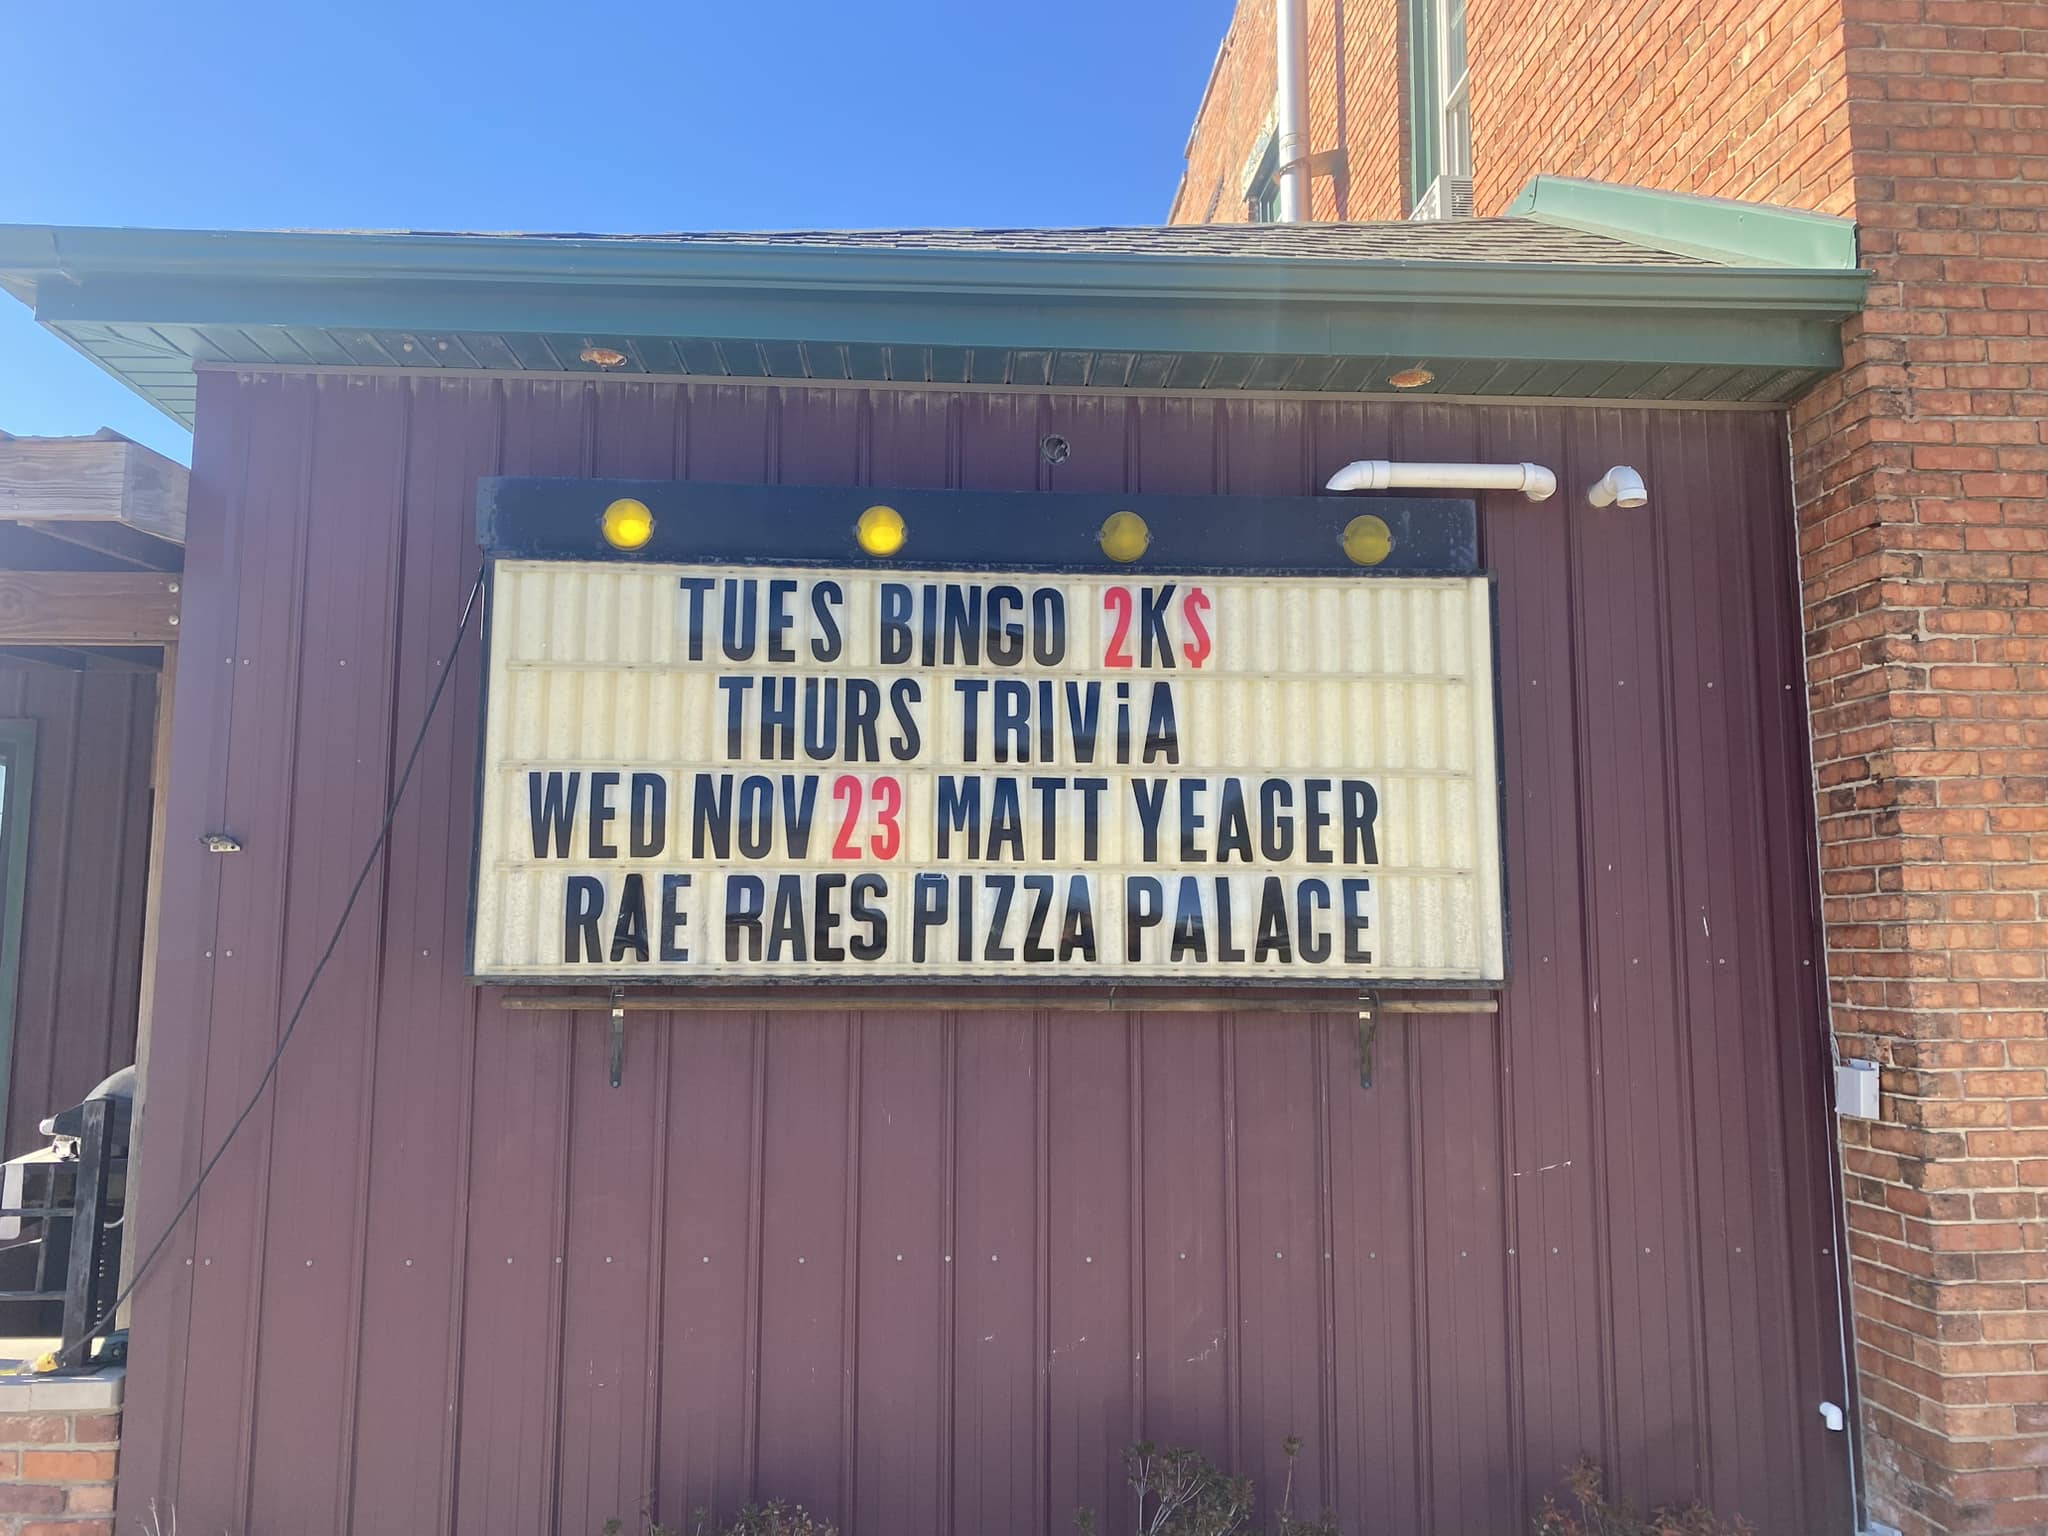 TUES BINGO 2K$
THURS TRIViA
WED NOV 23 MATT YEAGER
RAE RAES PIZZA PALACE